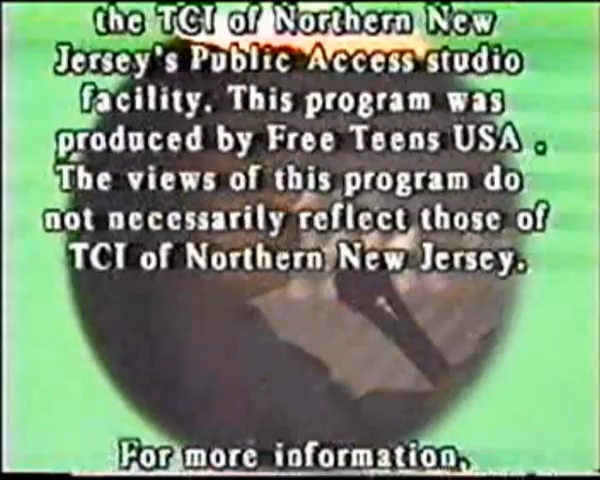 the TCI of Northern New
Jersey's Public Access studio
facility. This program was
produced by Free Teens USA .
The views of this program do
not necessarily reflect those of
TCI of Northern New Jersey.
For more information,